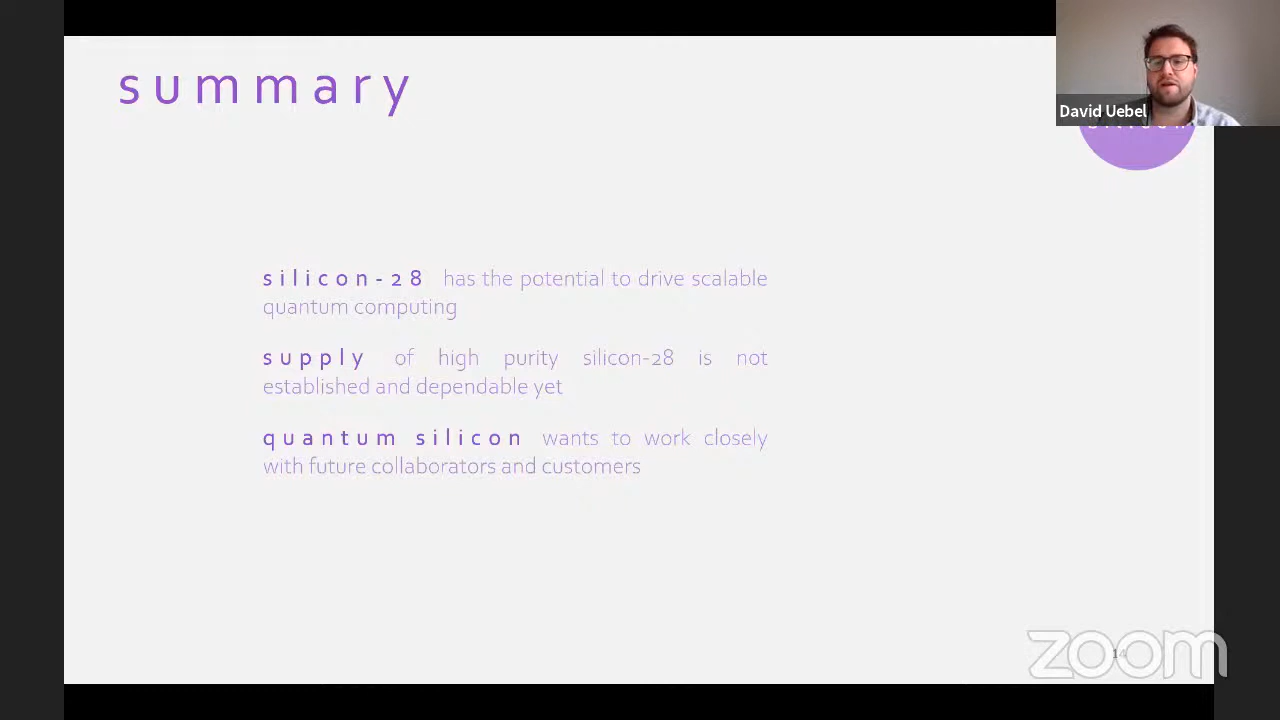 summary
David Uebel
silicon-28 has the potential to drive scalable
quantum computing
supply of high purity silicon-28 is not
established and dependable yet
quantum silicon wants to work closely
with future collaborators and customers
14
zoom